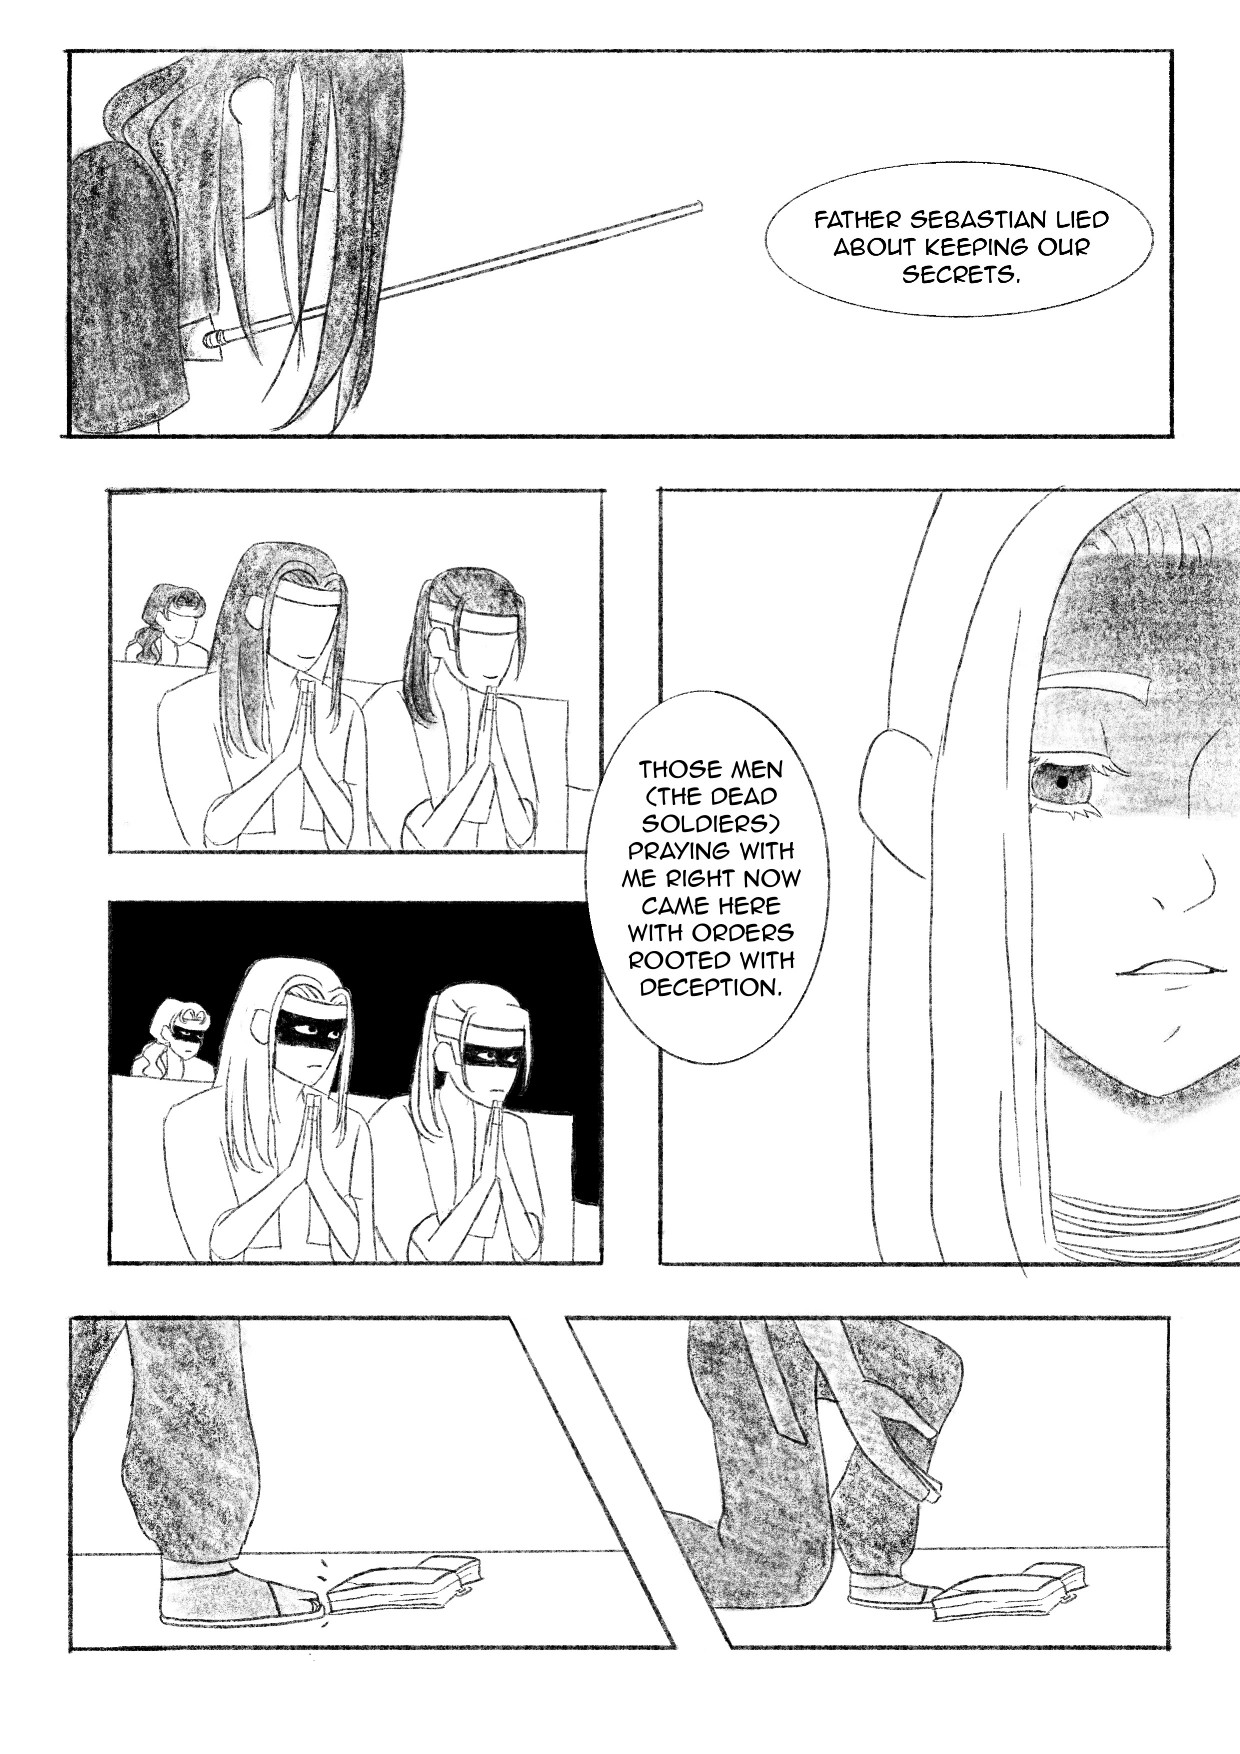 FATHER SEBASTIAN LIED
ABOUT KEEPING OUR
SECRETS.
THOSE MEN
(THE DEAD
SOLDIERS)
PRAYING WITH
ME RIGHT NOW
CAME HERE
WITH ORDERS
ROOTED WITH
DECEPTION.